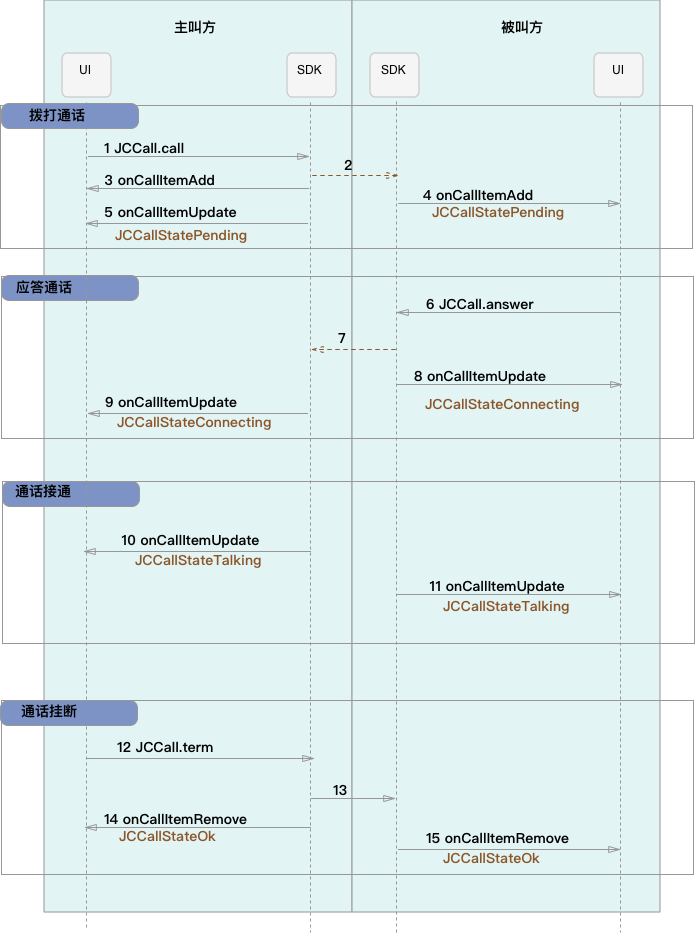 主叫方
被叫方
UI
SDK
SDK
UI
拨打通话
1 JCCall.call
2
3 onCallItemAdd
4 onCallItemAdd
JCCallStatePending
5 onCallItemUpdate
JCCallStatePending
应答通话
6 JCCall.answer
7
8 onCallItemUpdate
JCCallStateConnecting
9 onCallItemUpdate
JCCallStateConnecting
通话接通
10 onCallItemUpdate
JCCallStateTalking
11 onCallItemUpdate
JCCallStateTalking
通话挂断
12 JCCall.term
13
14 onCallItemRemove
JCCallStateOk
15 onCallItemRemove
JCCallStateOk